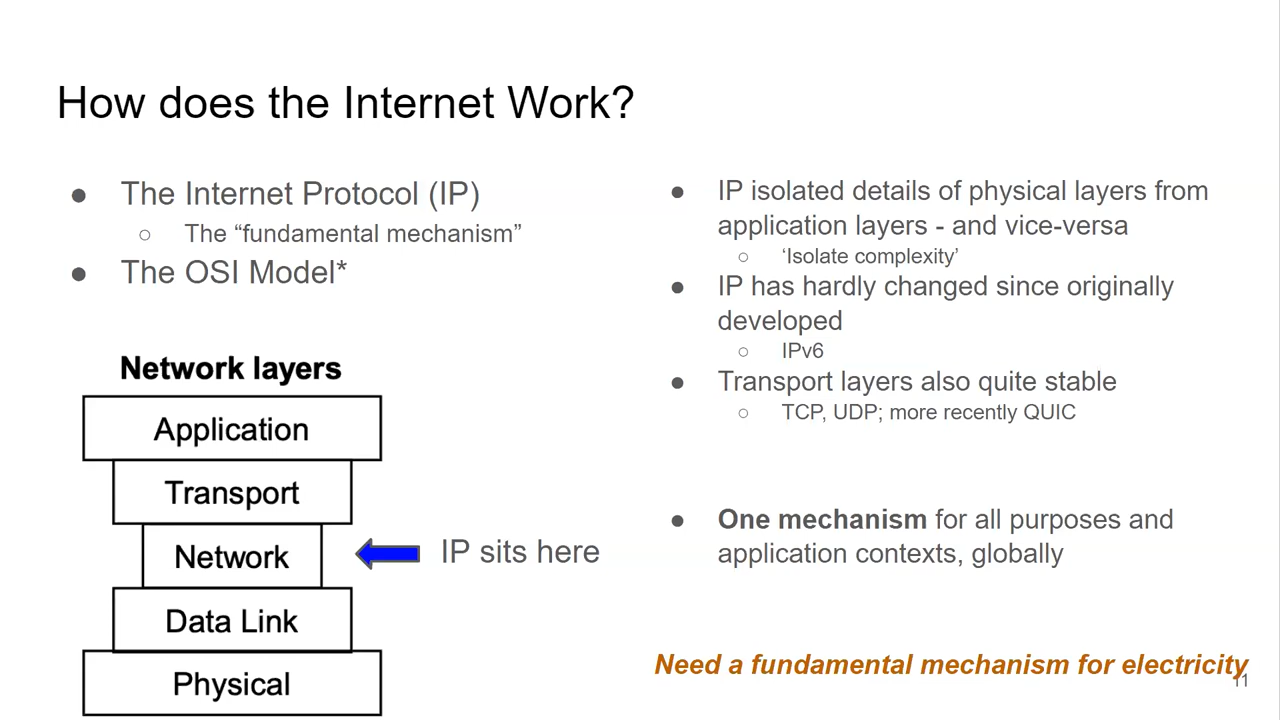 How does the Internet Work?
● The Internet Protocol (IP)
○ The “fundamental mechanism”
● The OSI Model*
Network layers
Application
Transport
Network
IP sits here
Data Link
Physical
● IP isolated details of physical layers from
application layers - and vice-versa
○ ‘Isolate complexity’
● IP has hardly changed since originally
developed
○ IPv6
● Transport layers also quite stable
○ TCP, UDP; more recently QUIC
● One mechanism for all purposes and
application contexts, globally
Need a fundamental mechanism for electricity
11